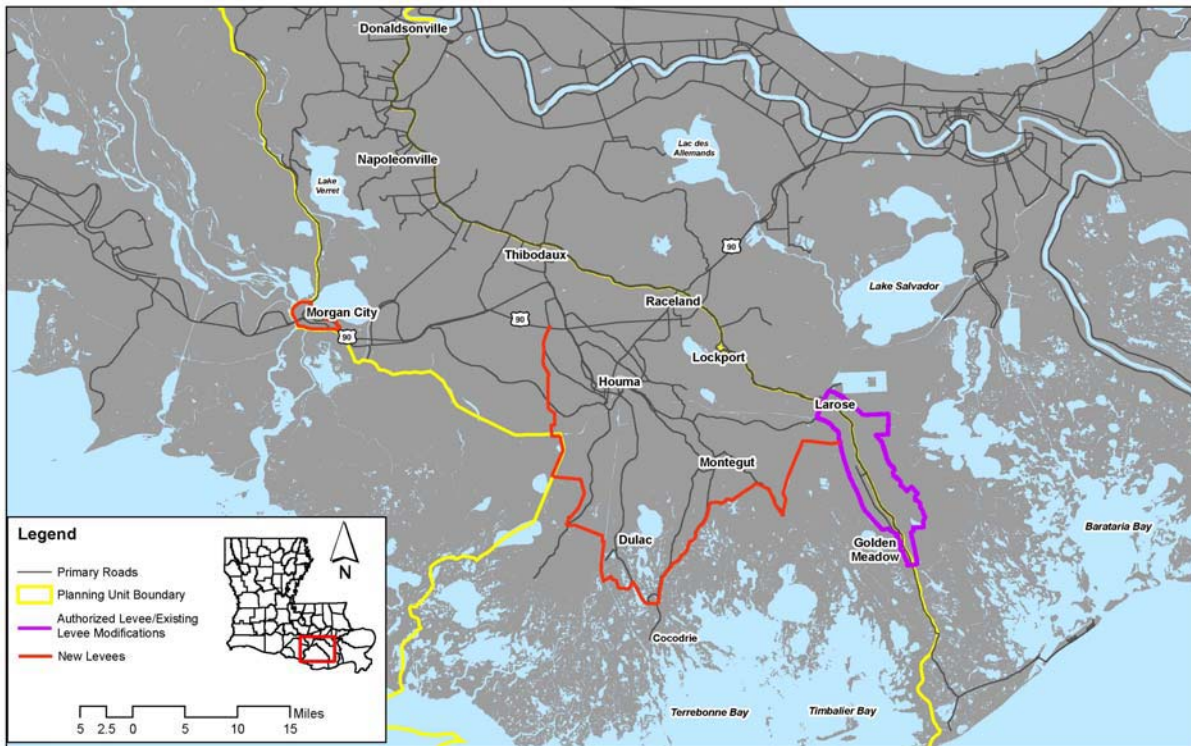 Donaldsonville
Napoleonville
Lac des
Allemands
Lake
Verret
90
Thibodaux
Raceland
Lake Salvador
Morgan City
90
90
Lockport
Houma
Larose
Montegut
Barataria Bay
Golden
Meadow
Dulac
Cocodrie
Terrebonne Bay
Timbalier Bay
Legend
Primary Roads
Planning Unit Boundary
Authorized Levee/Existing
Levee Modifications
New Levees
N
5 2.5 0 5 10 15 Miles